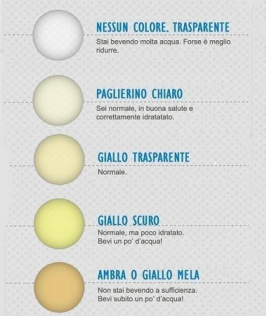 NESSUN COLORE. TRASPARENTE
Stai bevendo molta acqua. Forse è meglio
ridurre.
PAGLIERINO CHIARO
Sei normale, in buona salute e
correttamente idratato.
GIALLO TRASPARENTE
Normale.
GIALLO SCURO
Normale, ma poco idratato.
Bevi un po' d'acqua!
AMBRA O GIALLO MELA
Non stai bevendo a sufficienza.
Bevi subito un po' d'acqua!